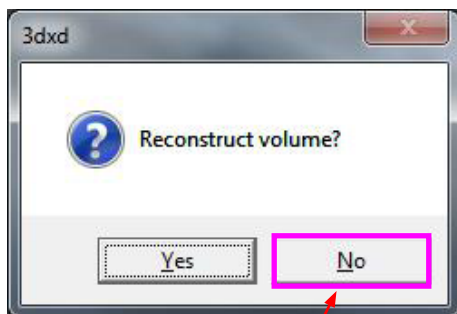 3dxd
Reconstruct volume?
Yes
No